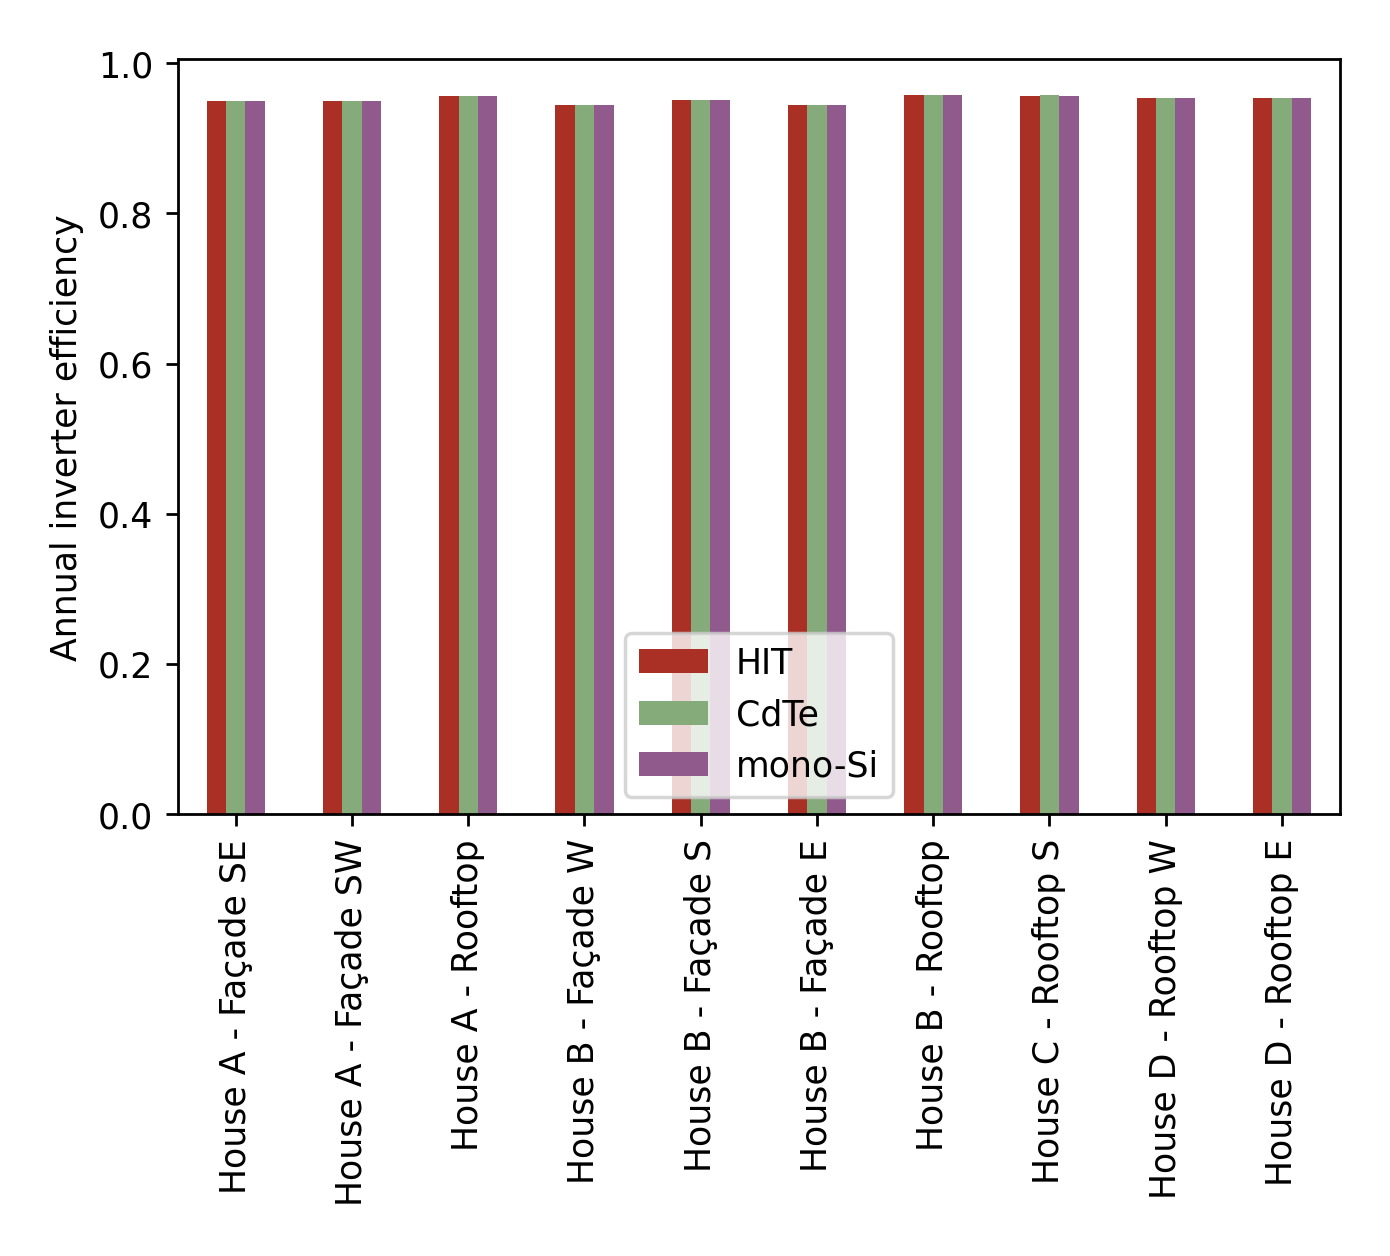 Annual inverter efficiency
1.0
0.8
0.6
0.4
0.2
0.0
HIT
CdTe
mono-Si
House A - Façade SE
House A - Façade SW
House A - Rooftop
House B - Façade W
House B - Façade S
House B - Façade E
House B - Rooftop
House C - Rooftop S
House D - Rooftop W
House D - Rooftop E